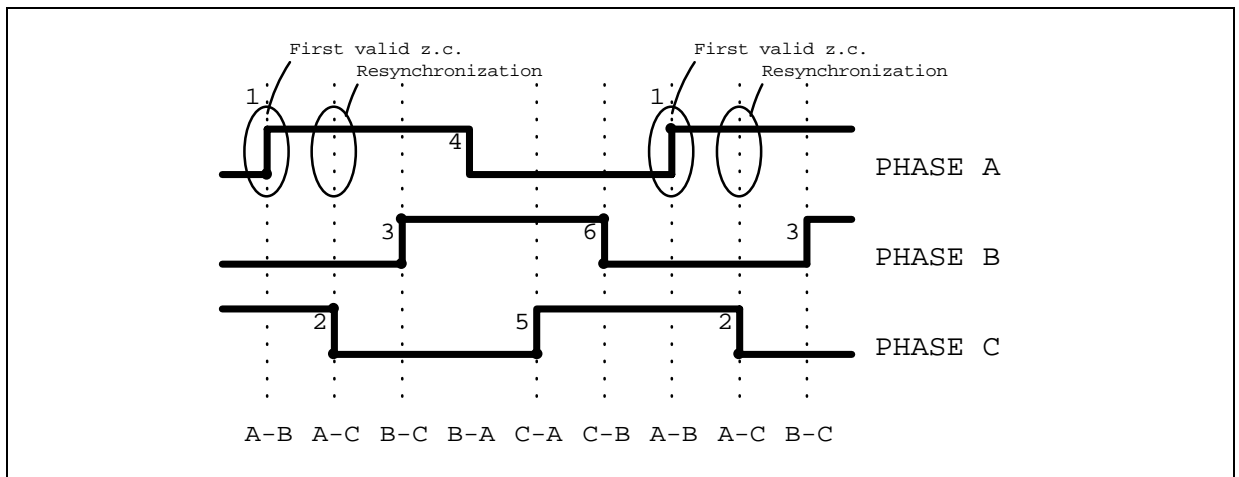 First valid z.c. First valid z.c.
Resynchronization Resynchronization
1 1
4 PHASE A
3 6 3
PHASE B
2 5 2
PHASE C
A-B A-C B-C B-A C-A C-B A-B A-C B-C